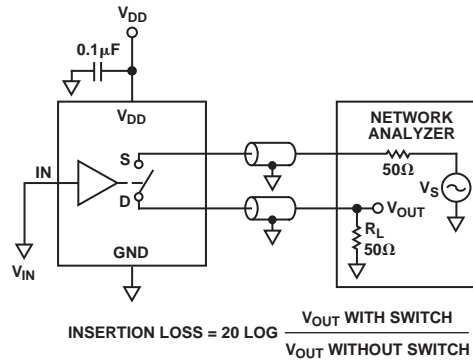 VDD
0.1µF
VDD
NETWORK
ANALYZER
S
50Ω
IN
VS
D
VOUT
RL
50Ω
GND
VIN
INSERTION LOSS = 20 LOG
VOUT WITH SWITCH
VOUT WITHOUT SWITCH